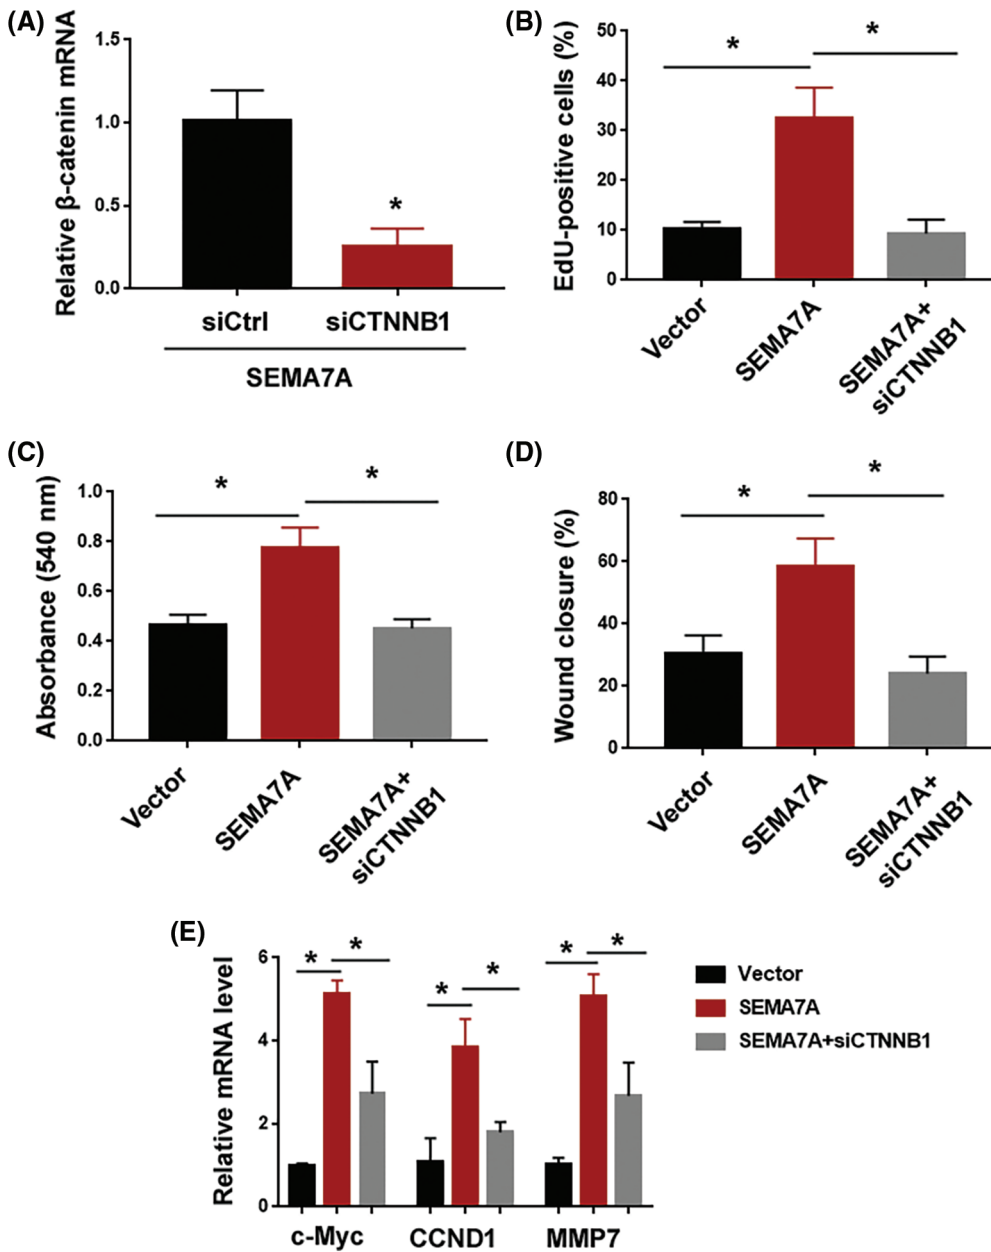 (A)
Relative β-catenin mRNA
1.5
1.0
0.5
0.0
*
siCtrl siCTNNB1
SEMA7A
(B)
EdU-positive cells (%)
50
40
30
20
10
0
* *
Vector
SEMA7A
SEMA7A+
siCTNNB1
(C)
Absorbance (540 nm)
1.0
0.8
0.6
0.4
0.2
0.0
* *
Vector
SEMA7A
SEMA7A+
siCTNNB1
(D)
Wound closure (%)
80
60
40
20
0
* *
Vector
SEMA7A
SEMA7A+
siCTNNB1
(E)
Relative mRNA level
6
4
2
0
* * * * * *
c-Myc CCND1 MMP7
Vector
SEMA7A
SEMA7A+siCTNNB1